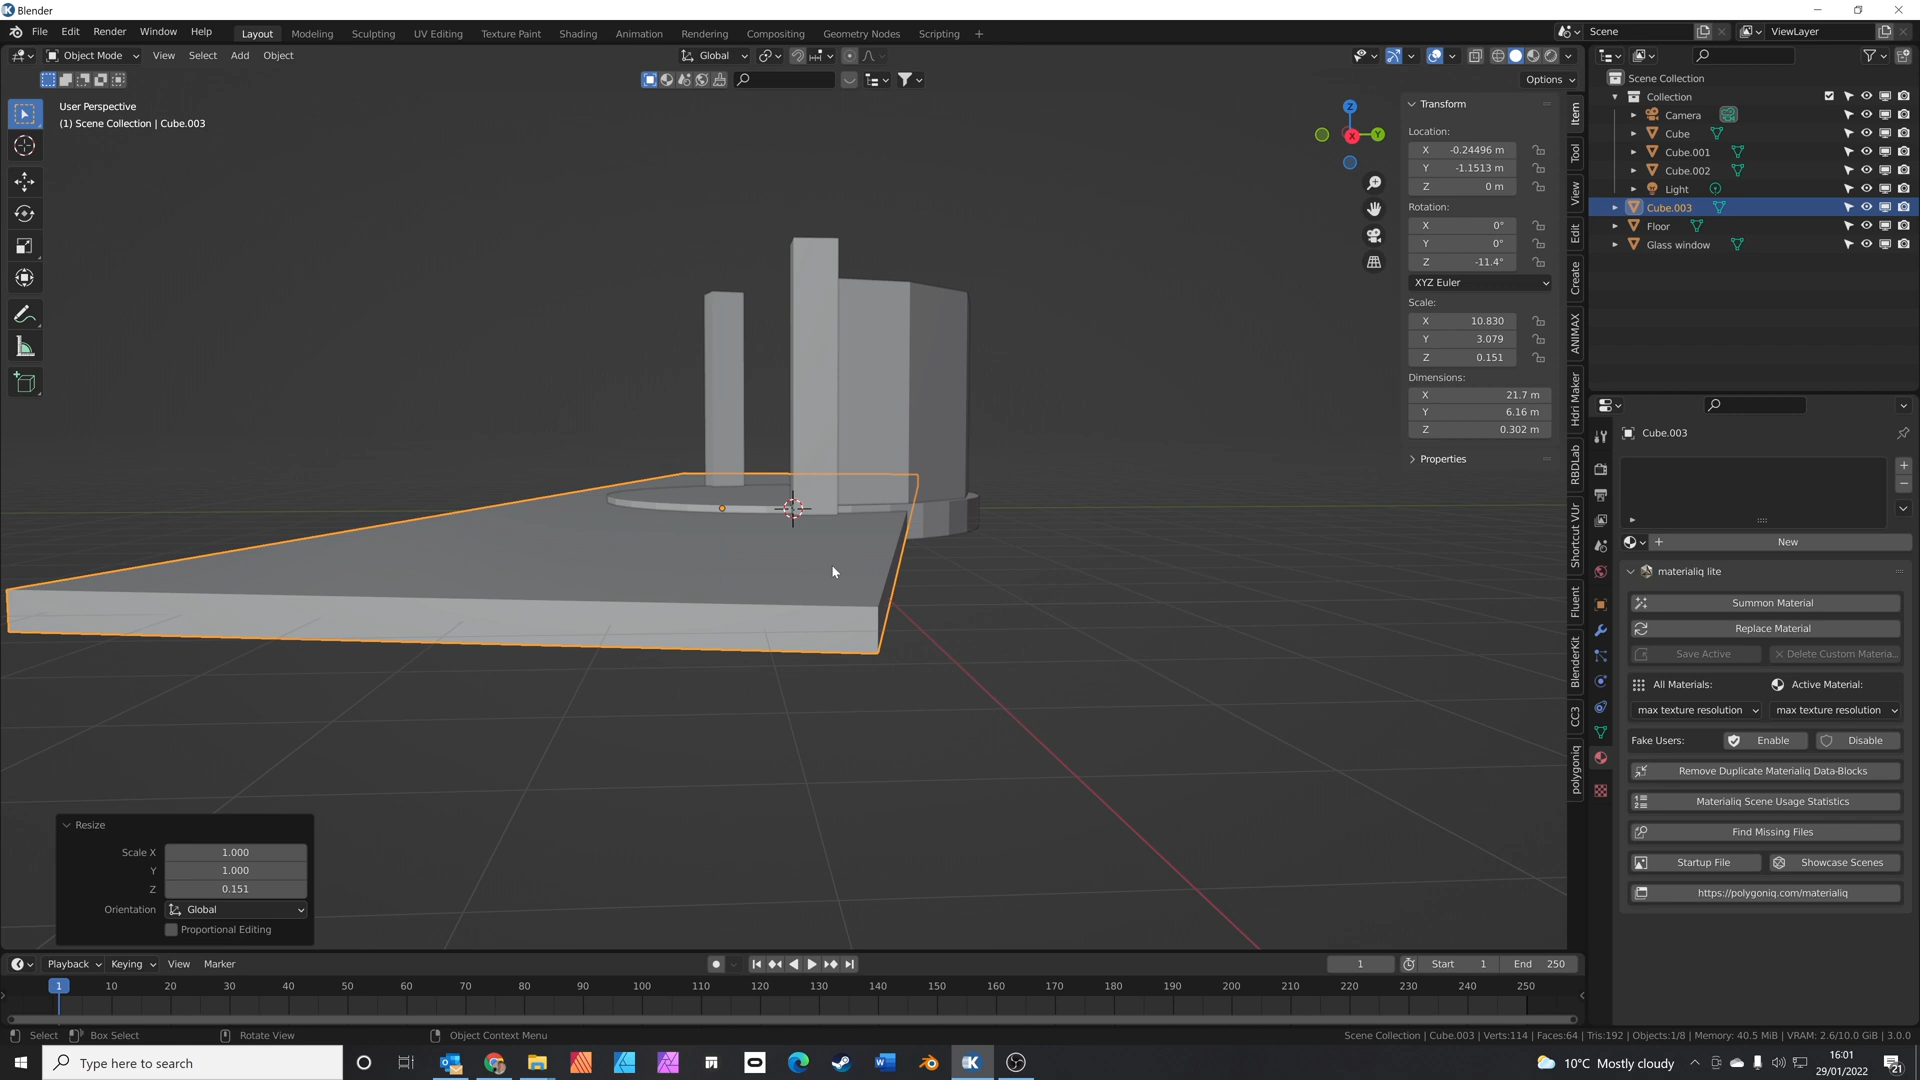 Blender
File Edit Render Window Help Layout Modeling Sculpting UV Editing Texture Paint Shading Animation Rendering Compositing Geometry Nodes Scripting + Scene ViewLayer
Object Mode View Select Add Object Global
Options
User Perspective
(1) Scene Collection | Cube.003
Z
Y
X
Transform
Location:
X -0.24496 m
Y -1.1513 m
Z 0 m
Rotation:
X 0°
Y 0°
Z -11.4°
XYZ Euler
Scale:
X 10.830
Y 3.079
Z 0.151
Dimensions:
X 21.7 m
Y 6.16 m
Z 0.302 m
Properties
Item
Tool
View
Edit
Create
ANIMAX
Hdri Maker
RBDLab
Shortcut VUr
Fluent
BlenderKit
CC3
polygoniq
Scene Collection
Collection
Camera
Cube
Cube.001
Cube.002
Light
Cube.003
Floor
Glass window
Cube.003
New
materialiq lite
Summon Material
Replace Material
Save Active Delete Custom Materia...
All Materials: Active Material:
max texture resolution max texture resolution
Fake Users: Enable Disable
Remove Duplicate Materialiq Data-Blocks
Materialiq Scene Usage Statistics
Find Missing Files
Startup File Showcase Scenes
https://polygoniq.com/materialiq
Resize
Scale X 1.000
Y 1.000
Z 0.151
Orientation Global
Proportional Editing
Playback Keying View Marker 1 Start 1 End 250
1 10 20 30 40 50 60 70 80 90 100 110 120 130 140 150 160 170 180 190 200 210 220 230 240 250
Select Box Select Rotate View Object Context Menu Scene Collection | Cube.003 | Verts:114 | Faces:64 | Tris:192 | Objects:1/8 | Memory: 40.5 MiB | VRAM: 2.6/10.0 GiB | 3.0.0
Type here to search
10°C Mostly cloudy
16:01
29/01/2022
21